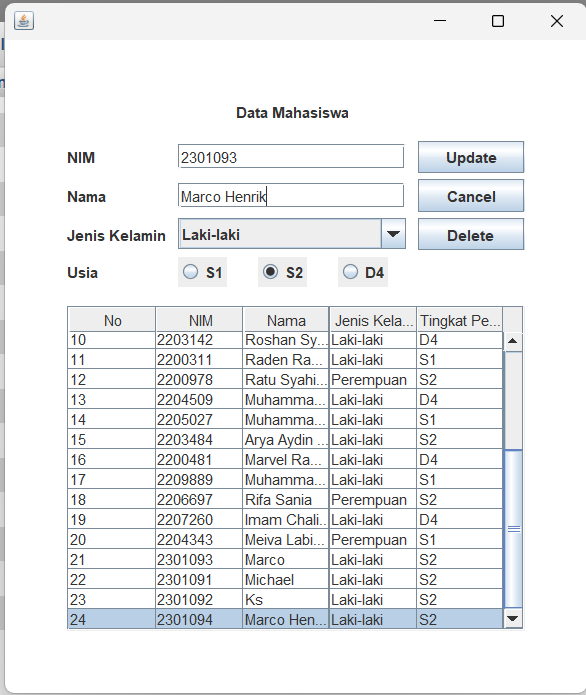 Data Mahasiswa
NIM 2301093 Update
Nama Marco Henrik Cancel
Jenis Kelamin Laki-laki Delete
Usia S1 S2 D4
No NIM Nama Jenis Kela... Tingkat Pe...
10 2203142 Roshan Sy... Laki-laki D4
11 2200311 Raden Ra... Laki-laki S1
12 2200978 Ratu Syahi... Perempuan S2
13 2204509 Muhamma... Laki-laki D4
14 2205027 Muhamma... Laki-laki S1
15 2203484 Arya Aydin ... Laki-laki S2
16 2200481 Marvel Ra... Laki-laki D4
17 2209889 Muhamma... Laki-laki S1
18 2206697 Rifa Sania Perempuan S2
19 2207260 Imam Chali... Laki-laki D4
20 2204343 Meiva Labi... Perempuan S1
21 2301093 Marco Laki-laki S2
22 2301091 Michael Laki-laki S2
23 2301092 Ks Laki-laki S2
24 2301094 Marco Hen... Laki-laki S2